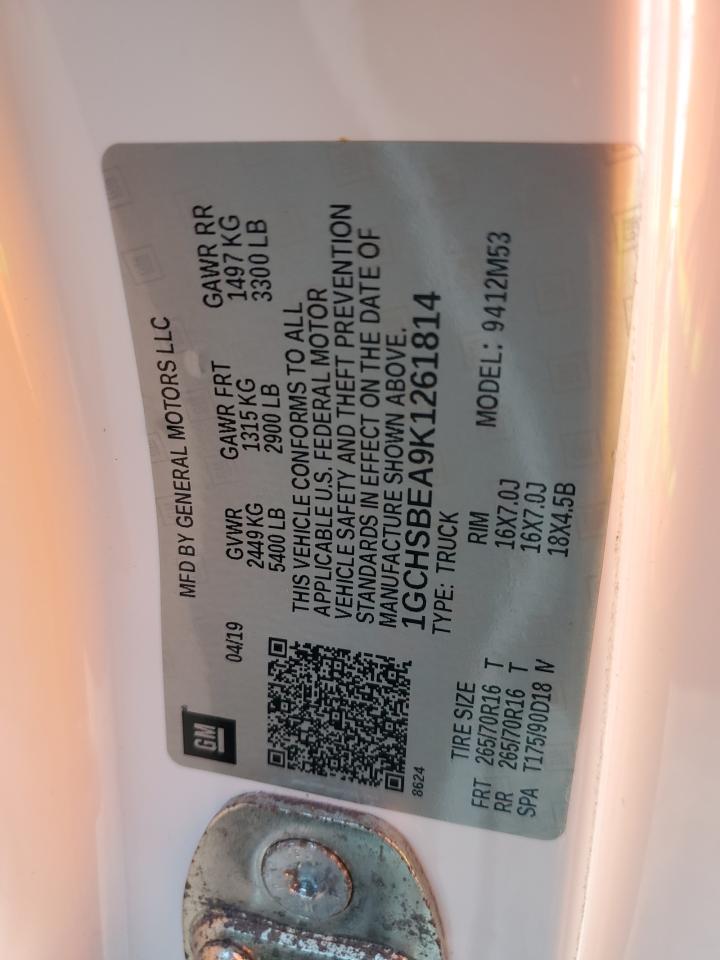 GM
MFD BY GENERAL MOTORS LLC
04/19
GVWR GAWR FRT GAWR RR
2449 KG 1315 KG 1497 KG
5400 LB 2900 LB 3300 LB
THIS VEHICLE CONFORMS TO ALL
APPLICABLE U.S. FEDERAL MOTOR
VEHICLE SAFETY AND THEFT PREVENTION
STANDARDS IN EFFECT ON THE DATE OF
MANUFACTURE SHOWN ABOVE.
1GCHSBEA9K1261814
TYPE: TRUCK
8624
MODEL: 9412M53
TIRE SIZE RIM
FRT 265/70R16 T 16X7.0J
RR 265/70R16 T 16X7.0J
SPA T175/90D18 N 18X4.5B